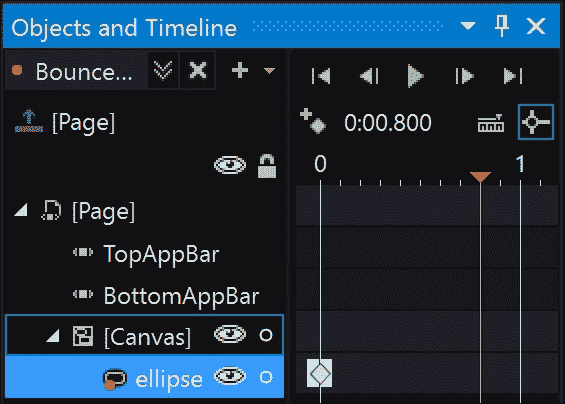 Objects and Timeline
Bounce...
[Page]
0:00.800
0 1
[Page]
TopAppBar
BottomAppBar
[Canvas]
ellipse